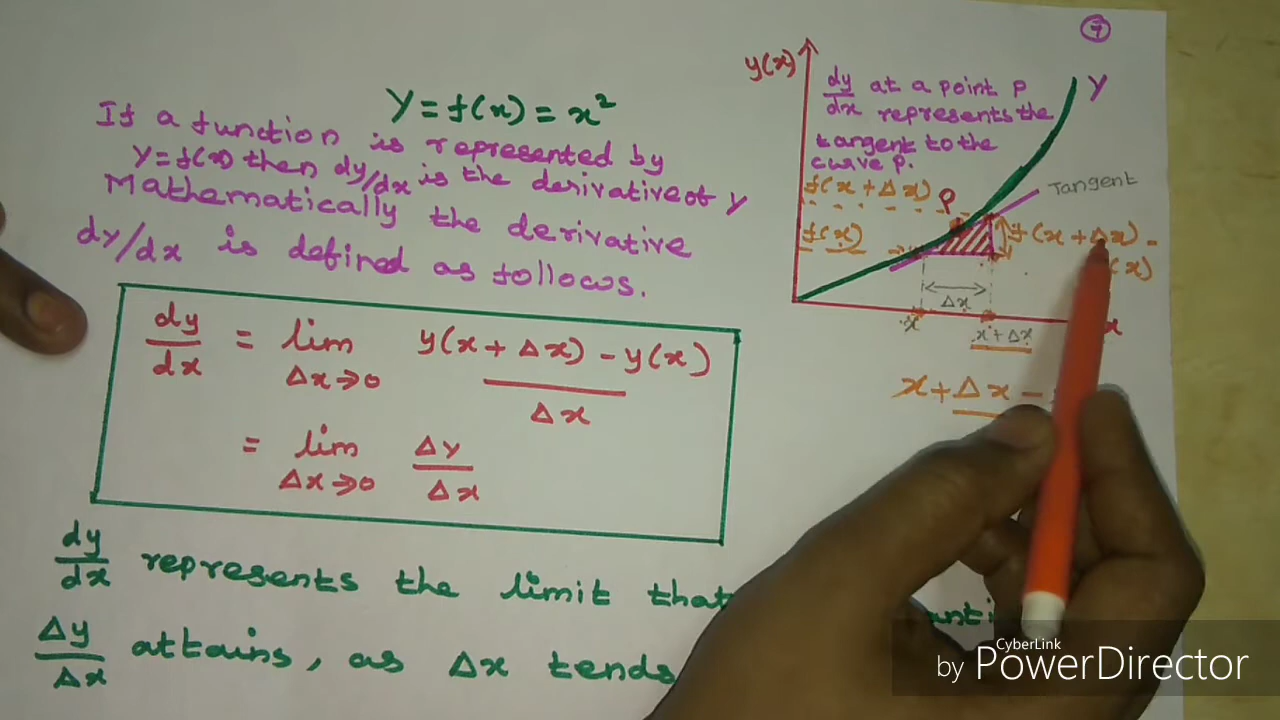 Y = f(x) = x²
If a function is represented by
Y=f(x) then dy/dx is the derivative of Y
Mathematically the derivative
dy/dx is defined as follows.
dy/dx = lim Δx→0 y(x + Δx) - y(x) / Δx
= lim Δx→0 Δy / Δx
dy/dx represents the limit that
Δy/Δx attains, as Δx tends
7
y(x)
dy/dx at a point P
represents the
tangent to the
curve P.
Y
f(x + Δx)
P
Tangent
f(x)
f(x + Δx) -
(x)
Δx
x
x + Δx
x
x + Δx -
CyberLink
by PowerDirector